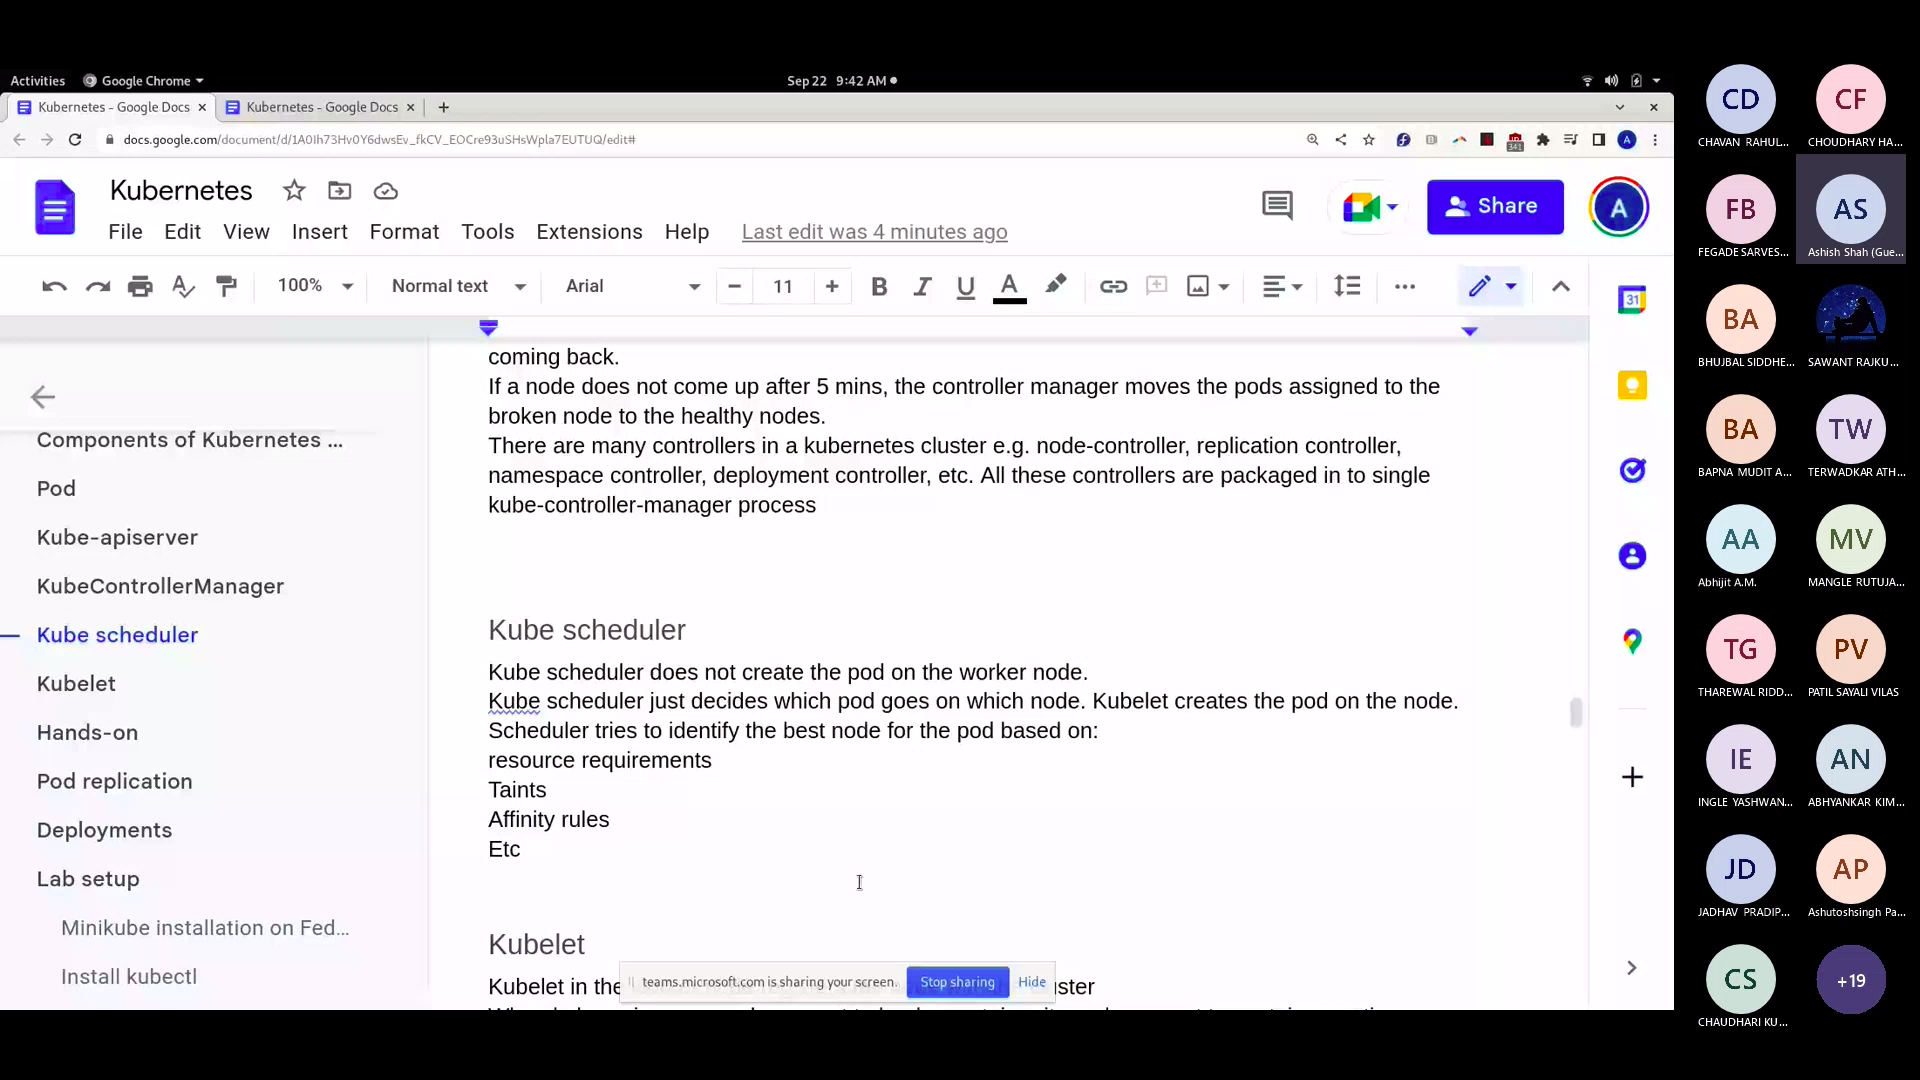 Activities Google Chrome Sep 22 9:42 AM
Kubernetes - Google Docs Kubernetes - Google Docs
docs.google.com/document/d/1A0Ih73Hv0Y6dwsEv_fkCV_EOCre93uSHsWpla7EUTUQ/edit#
341
Kubernetes
Share
A
File Edit View Insert Format Tools Extensions Help Last edit was 4 minutes ago
100% Normal text Arial 11 B I U A
31
coming back.
If a node does not come up after 5 mins, the controller manager moves the pods assigned to the
broken node to the healthy nodes.
There are many controllers in a kubernetes cluster e.g. node-controller, replication controller,
namespace controller, deployment controller, etc. All these controllers are packaged in to single
kube-controller-manager process
Kube scheduler
Kube scheduler does not create the pod on the worker node.
Kube scheduler just decides which pod goes on which node. Kubelet creates the pod on the node.
Scheduler tries to identify the best node for the pod based on:
resource requirements
Taints
Affinity rules
Etc
Kubelet
Kubelet in the
teams.microsoft.com is sharing your screen. Stop sharing Hide
Components of Kubernetes ...
Pod
Kube-apiserver
KubeControllerManager
Kube scheduler
Kubelet
Hands-on
Pod replication
Deployments
Lab setup
Minikube installation on Fed...
Install kubectl
CD CF
CHAVAN RAHUL... CHOUDHARY HA...
FB AS
FEGADE SARVES... Ashish Shah (Gue...
BA
BHUJBAL SIDDHE... SAWANT RAJKU...
BA TW
BAPNA MUDIT A... TERWADKAR ATH...
AA MV
Abhijit A.M. MANGLE RUTUJA...
TG PV
THAREWAL RIDD... PATIL SAYALI VILAS
IE AN
INGLE YASHWAN... ABHYANKAR KIM...
JD AP
JADHAV PRADIP... Ashutoshsingh Pa...
CS +19
CHAUDHARI KU...